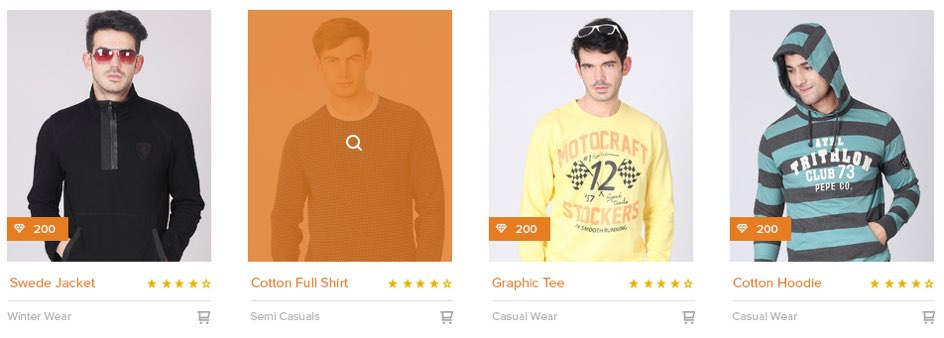 MOTOCRAFT
12
'57
STOCKERS
SMOOTH RUNNING
TRITHLON
CLUB 73
PEPE CO.
200
200
200
Swede Jacket
Cotton Full Shirt
Graphic Tee
Cotton Hoodie
Winter Wear
Semi Casuals
Casual Wear
Casual Wear